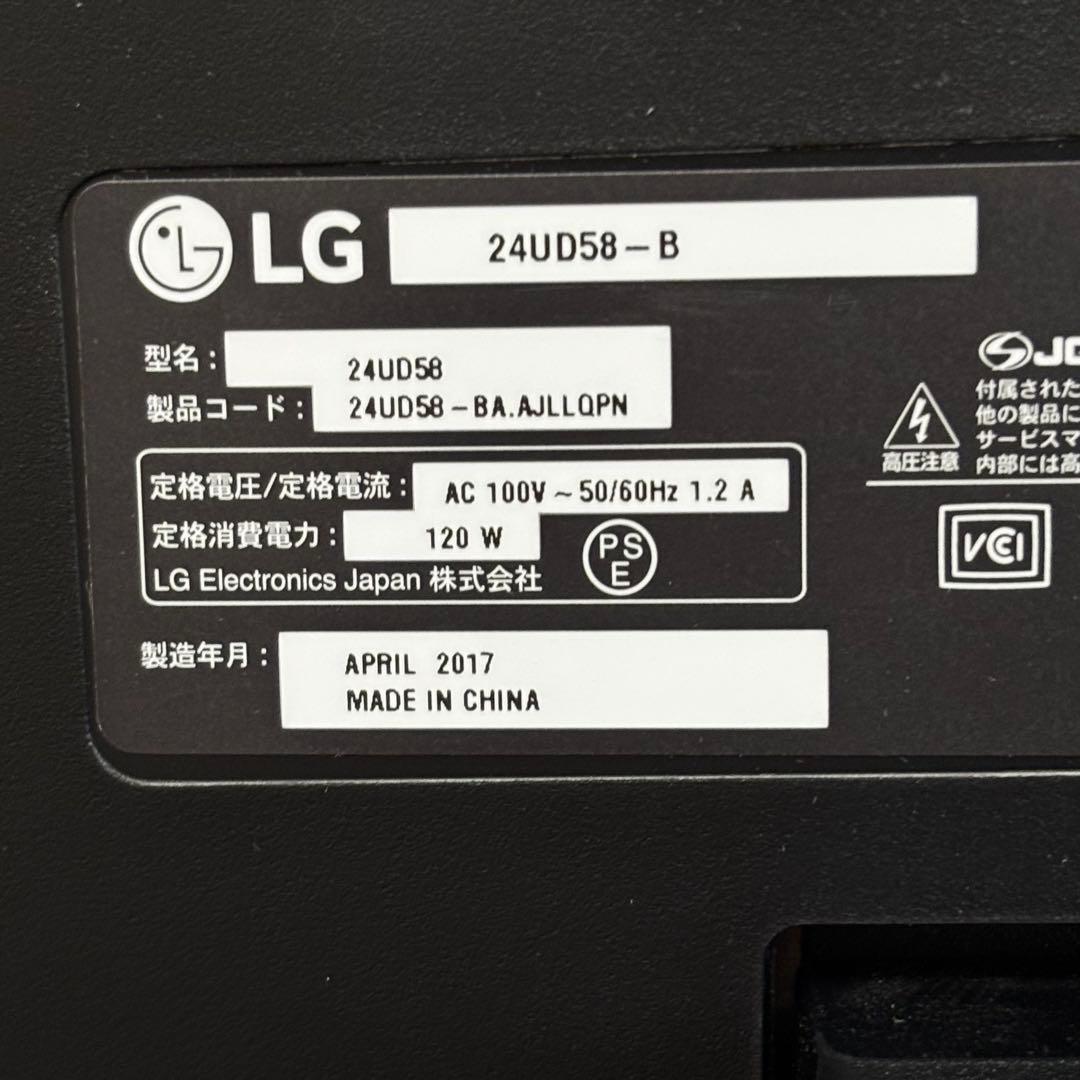 LG 24UD58-B
型名: 24UD58
製品コード: 24UD58-BA.AJLLQPN
定格電圧/定格電流: AC 100V ~ 50/60Hz 1.2 A
定格消費電力: 120 W
LG Electronics Japan 株式会社
PS
E
製造年月: APRIL 2017
MADE IN CHINA
付属された
他の製品に
サービスマ
内部には高
高圧注意
VCCI